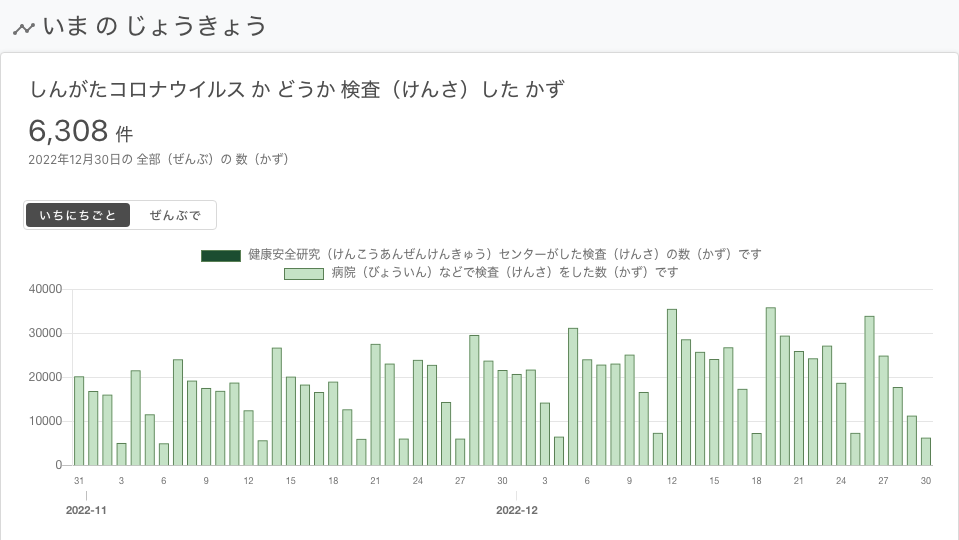 いま の じょうきょう
しんがたコロナウイルス か どうか 検査（けんさ）した かず
6,308 件
2022年12月30日の 全部（ぜんぶ）の 数（かず）
いちにちごと ぜんぶで
健康安全研究（けんこうあんぜんけんきゅう）センターがした検査（けんさ）の数（かず）です
病院（びょういん）などで検査（けんさ）をした数（かず）です
40000
30000
20000
10000
0
31 3 6 9 12 15 18 21 24 27 30 3 6 9 12 15 18 21 24 27 30
2022-11 2022-12